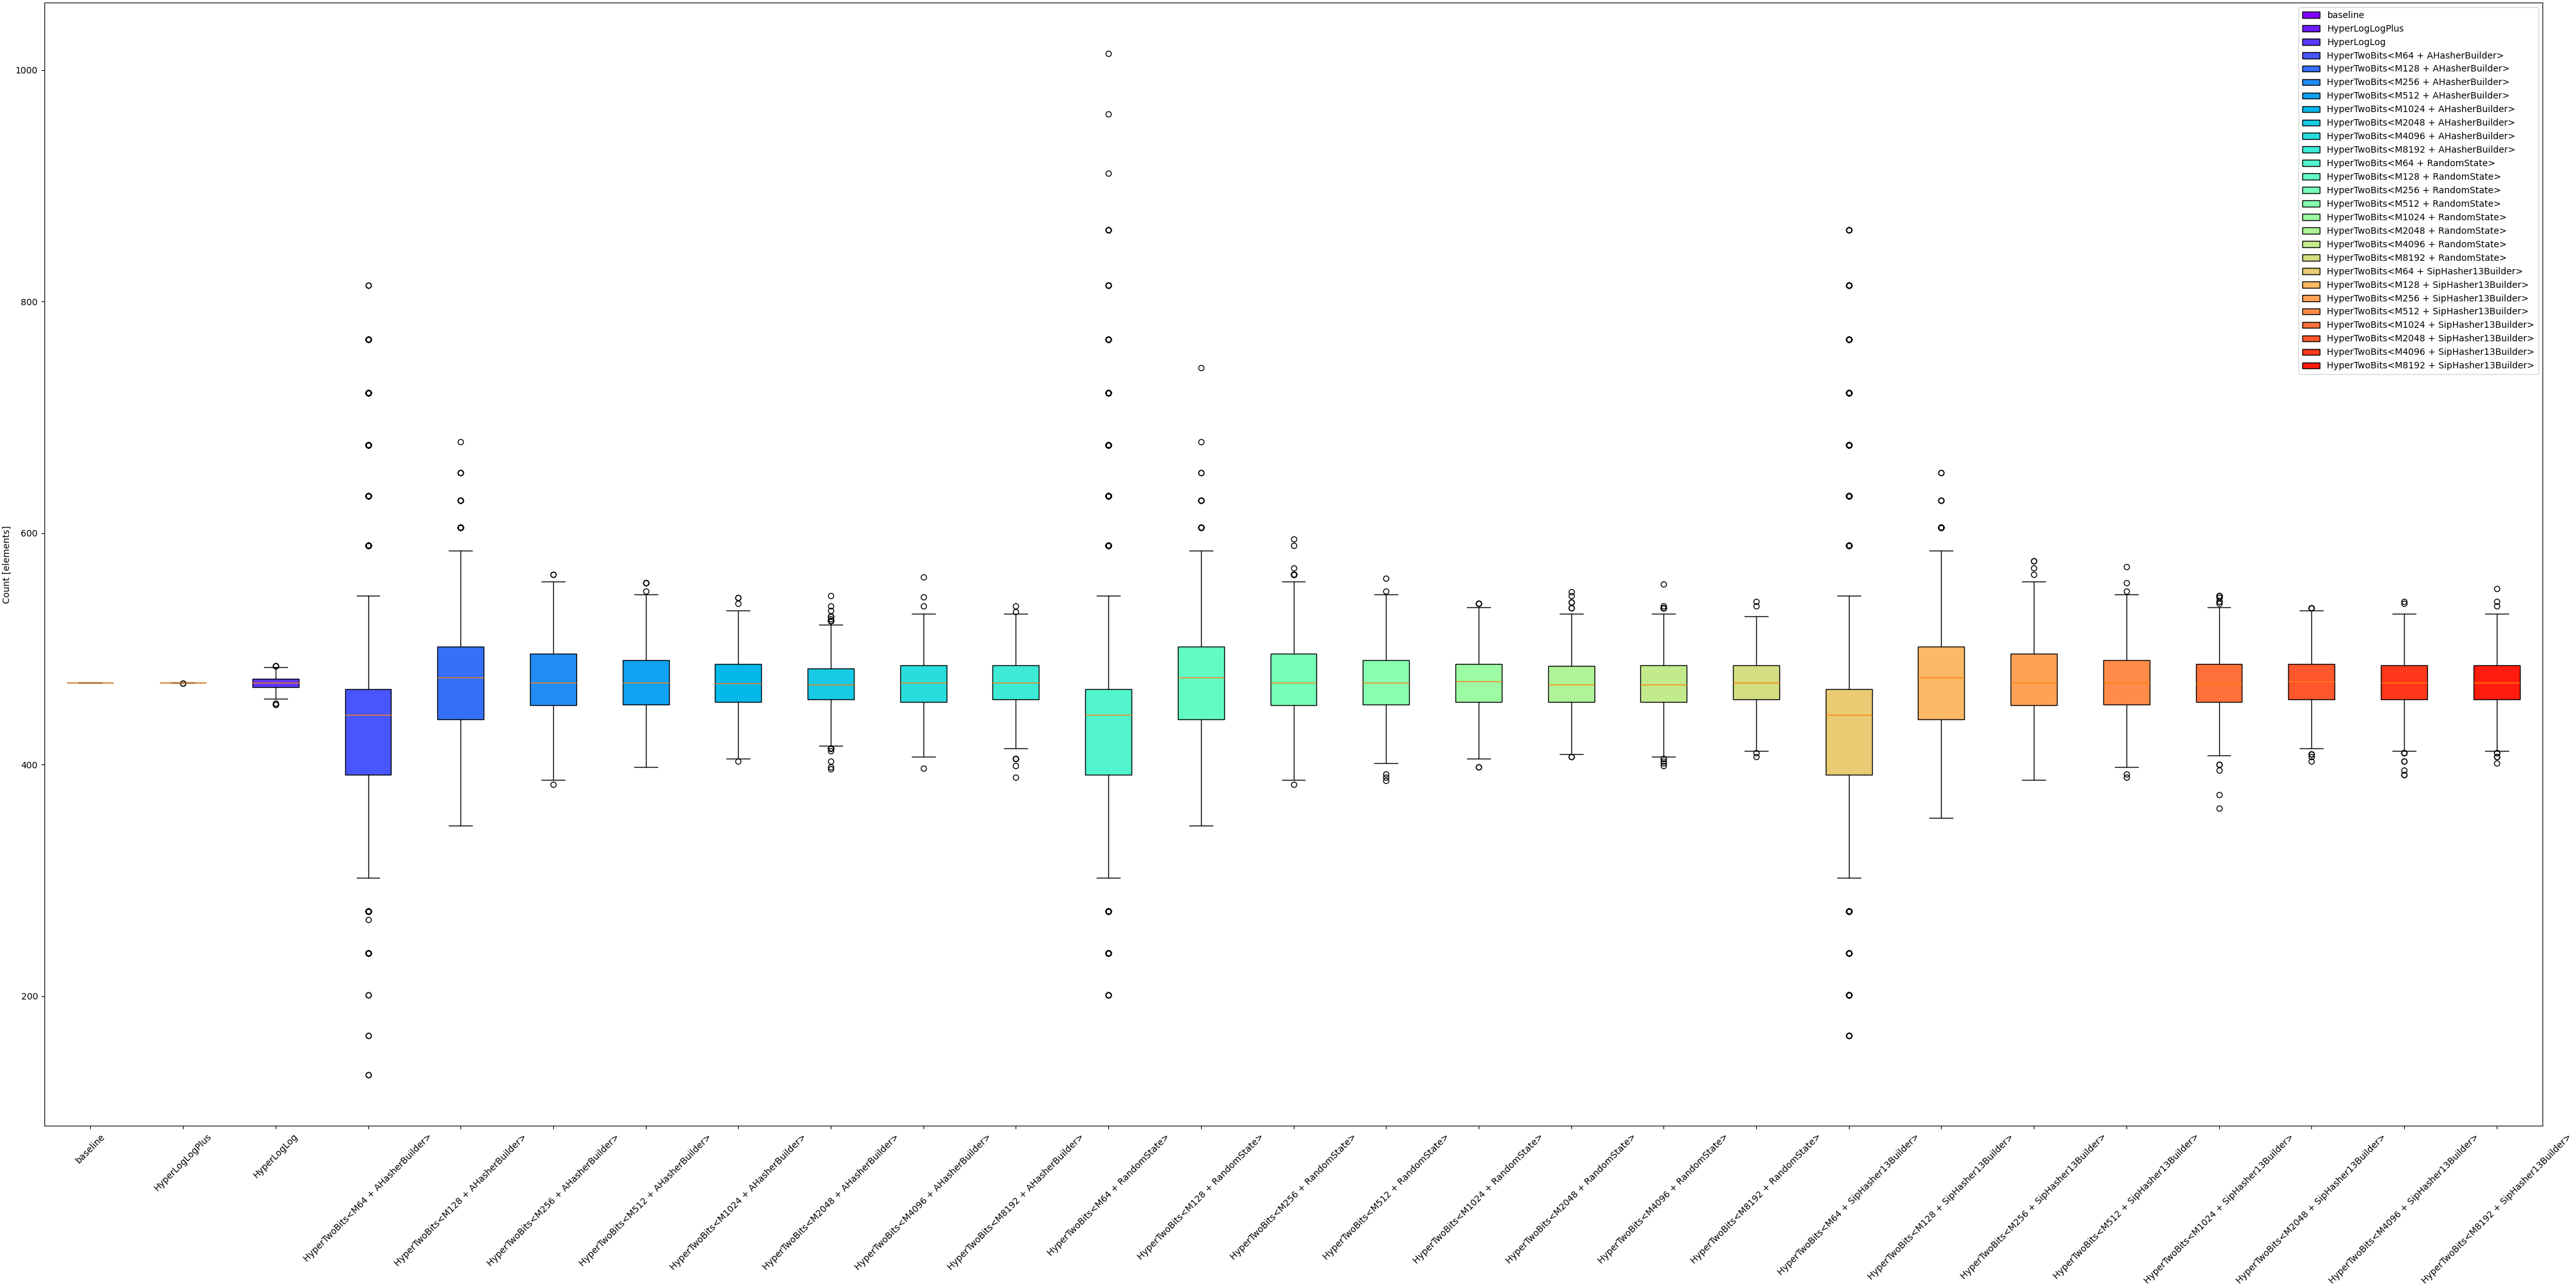 1000
800
600
400
200
Count [elements]
baseline
HyperLogLogPlus
HyperLogLog
HyperTwoBits<M64 + AHasherBuilder>
HyperTwoBits<M128 + AHasherBuilder>
HyperTwoBits<M256 + AHasherBuilder>
HyperTwoBits<M512 + AHasherBuilder>
HyperTwoBits<M1024 + AHasherBuilder>
HyperTwoBits<M2048 + AHasherBuilder>
HyperTwoBits<M4096 + AHasherBuilder>
HyperTwoBits<M8192 + AHasherBuilder>
HyperTwoBits<M64 + RandomState>
HyperTwoBits<M128 + RandomState>
HyperTwoBits<M256 + RandomState>
HyperTwoBits<M512 + RandomState>
HyperTwoBits<M1024 + RandomState>
HyperTwoBits<M2048 + RandomState>
HyperTwoBits<M4096 + RandomState>
HyperTwoBits<M8192 + RandomState>
HyperTwoBits<M64 + SipHasher13Builder>
HyperTwoBits<M128 + SipHasher13Builder>
HyperTwoBits<M256 + SipHasher13Builder>
HyperTwoBits<M512 + SipHasher13Builder>
HyperTwoBits<M1024 + SipHasher13Builder>
HyperTwoBits<M2048 + SipHasher13Builder>
HyperTwoBits<M4096 + SipHasher13Builder>
HyperTwoBits<M8192 + SipHasher13Builder>
baseline
HyperLogLogPlus
HyperLogLog
HyperTwoBits<M64 + AHasherBuilder>
HyperTwoBits<M128 + AHasherBuilder>
HyperTwoBits<M256 + AHasherBuilder>
HyperTwoBits<M512 + AHasherBuilder>
HyperTwoBits<M1024 + AHasherBuilder>
HyperTwoBits<M2048 + AHasherBuilder>
HyperTwoBits<M4096 + AHasherBuilder>
HyperTwoBits<M8192 + AHasherBuilder>
HyperTwoBits<M64 + RandomState>
HyperTwoBits<M128 + RandomState>
HyperTwoBits<M256 + RandomState>
HyperTwoBits<M512 + RandomState>
HyperTwoBits<M1024 + RandomState>
HyperTwoBits<M2048 + RandomState>
HyperTwoBits<M4096 + RandomState>
HyperTwoBits<M8192 + RandomState>
HyperTwoBits<M64 + SipHasher13Builder>
HyperTwoBits<M128 + SipHasher13Builder>
HyperTwoBits<M256 + SipHasher13Builder>
HyperTwoBits<M512 + SipHasher13Builder>
HyperTwoBits<M1024 + SipHasher13Builder>
HyperTwoBits<M2048 + SipHasher13Builder>
HyperTwoBits<M4096 + SipHasher13Builder>
HyperTwoBits<M8192 + SipHasher13Builder>